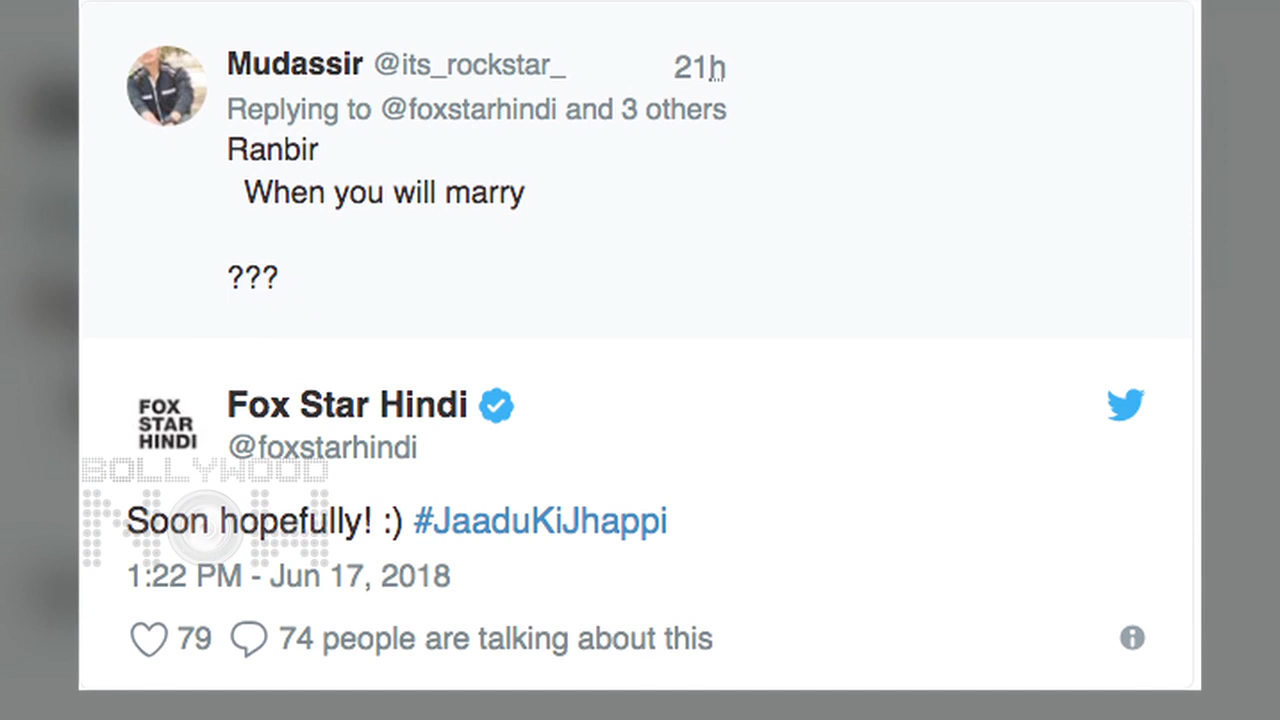 Mudassir @its_rockstar_ 21h
Replying to @foxstarhindi and 3 others
Ranbir
When you will marry
???
FOX
STAR
HINDI
Fox Star Hindi
@foxstarhindi
BOLLYWOOD
NOW
Soon hopefully! :) #JaaduKiJhappi
1:22 PM - Jun 17, 2018
79 74 people are talking about this